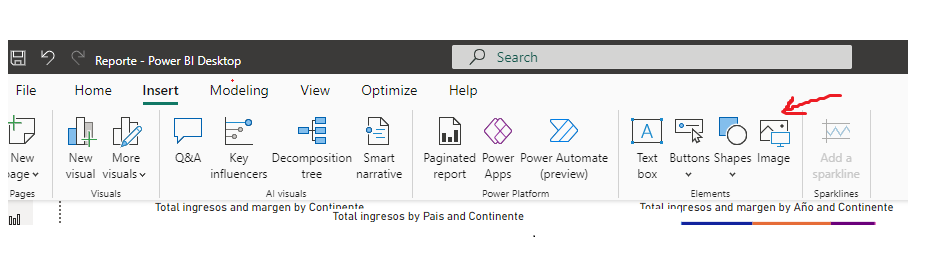 Reporte - Power BI Desktop
Search
File Home Insert Modeling View Optimize Help
New page
New visual
More visuals
Q&A
Key influencers
Decomposition tree
Smart narrative
Paginated report
Power Apps
Power Automate (preview)
A
Text box
Buttons
Shapes
Image
Add a sparkline
Pages Visuals AI visuals Power Platform Elements Sparklines
Total ingresos and margen by Continente
Total ingresos by Pais and Continente
Total ingresos and margen by Año and Continente